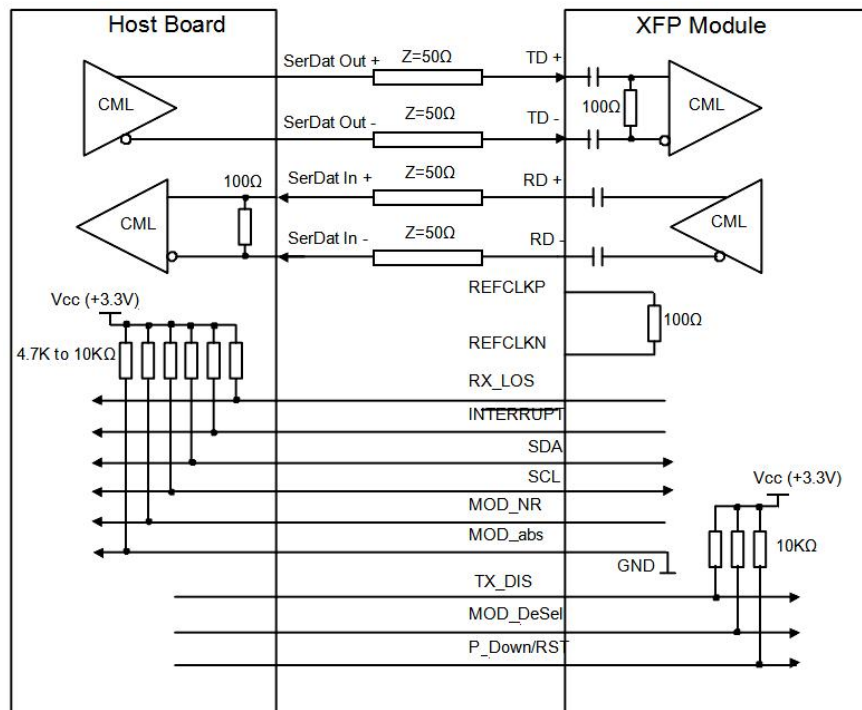 Host Board
XFP Module
SerDat Out +
Z=50Ω
TD +
CML
100Ω
CML
SerDat Out -
Z=50Ω
TD -
SerDat In +
Z=50Ω
RD +
100Ω
CML
CML
SerDat In -
Z=50Ω
RD -
REFCLKP
100Ω
REFCLKN
Vcc (+3.3V)
4.7K to 10KΩ
RX_LOS
INTERRUPT
SDA
SCL
Vcc (+3.3V)
MOD_NR
MOD_abs
10KΩ
GND
TX_DIS
MOD_DeSel
P_Down/RST